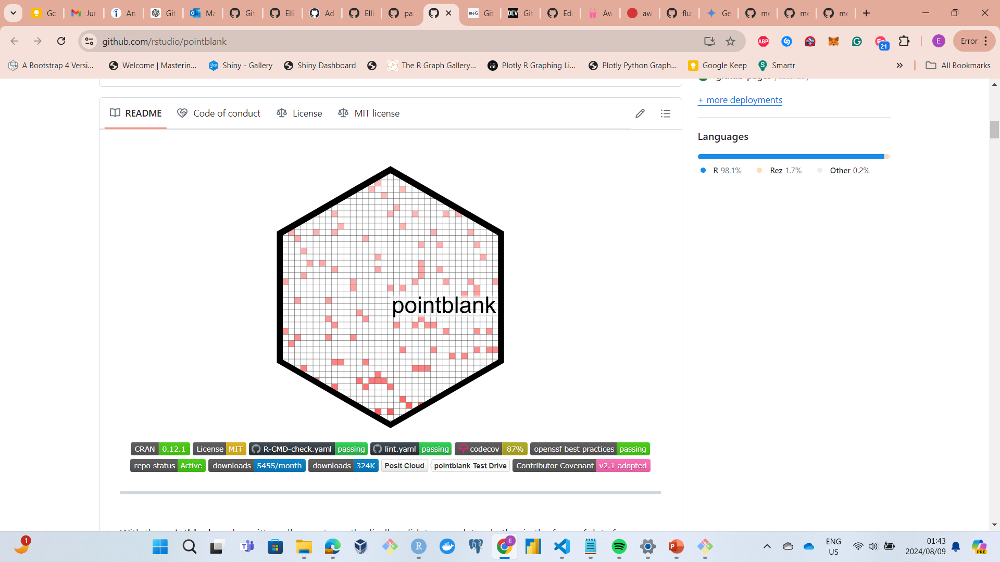 Go
Jur
An
Git
Ma
Git
Elli
Ad
Elli
pa
Git
DEV
Git
Ed
Aw
aw
flu
Ge
me
me
me
github.com/rstudio/pointblank
ABP
21
E
Error
A Bootstrap 4 Versi...
Welcome | Masterin...
Shiny - Gallery
Shiny Dashboard
The R Graph Gallery...
Plotly R Graphing Li...
Plotly Python Graph...
Google Keep
Smartr
All Bookmarks
github-pages yesterday
+ more deployments
README
Code of conduct
License
MIT license
Languages
R 98.1%
Rez 1.7%
Other 0.2%
pointblank
CRAN 0.12.1
License MIT
R-CMD-check.yaml passing
lint.yaml passing
codecov 87%
openssf best practices passing
repo status Active
downloads 5455/month
downloads 324K
Posit Cloud pointblank Test Drive
Contributor Covenant v2.1 adopted
1
ENG
US
01:43
2024/08/09
PRE